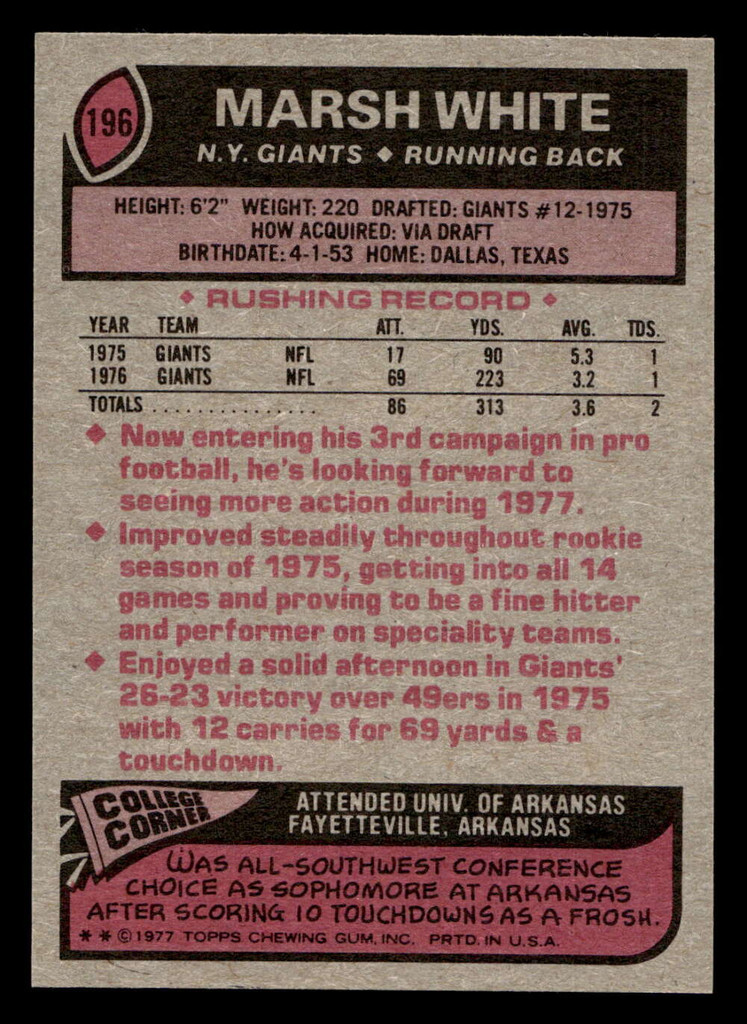 196
MARSH WHITE
N.Y. GIANTS ♦ RUNNING BACK
HEIGHT: 6'2" WEIGHT: 220 DRAFTED: GIANTS #12-1975
HOW ACQUIRED: VIA DRAFT
BIRTHDATE: 4-1-53 HOME: DALLAS, TEXAS
♦ RUSHING RECORD ♦
YEAR TEAM ATT. YDS. AVG. TDS.
1975 GIANTS NFL 17 90 5.3 1
1976 GIANTS NFL 69 223 3.2 1
TOTALS ................ 86 313 3.6 2
♦ Now entering his 3rd campaign in pro
football, he's looking forward to
seeing more action during 1977.
♦ Improved steadily throughout rookie
season of 1975, getting into all 14
games and proving to be a fine hitter
and performer on speciality teams.
♦ Enjoyed a solid afternoon in Giants'
26-23 victory over 49ers in 1975
with 12 carries for 69 yards & a
touchdown.
COLLEGE
CORNER
ATTENDED UNIV. OF ARKANSAS
FAYETTEVILLE, ARKANSAS
WAS ALL-SOUTHWEST CONFERENCE
CHOICE AS SOPHOMORE AT ARKANSAS
AFTER SCORING 10 TOUCHDOWNS AS A FROSH.
* * © 1977 TOPPS CHEWING GUM, INC. PRTD. IN U.S.A.